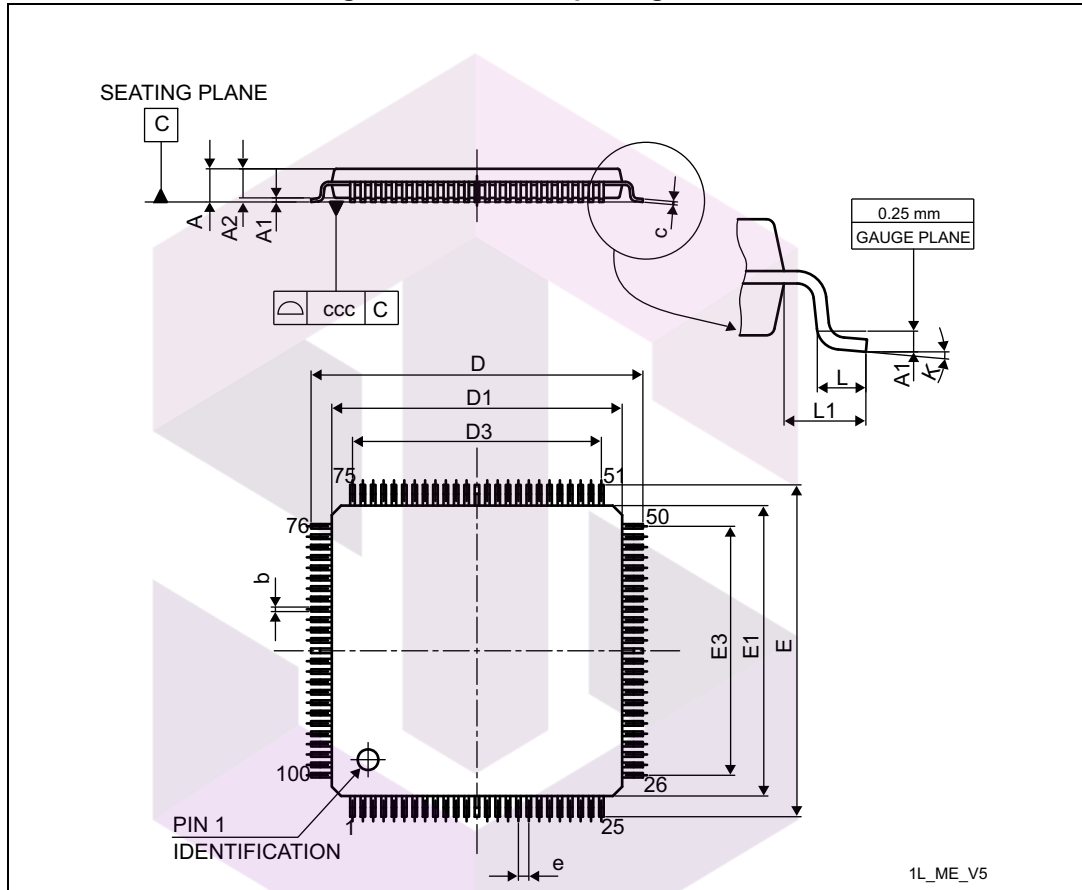 SEATING PLANE
C
A
A2
A1
c
ccc C
0.25 mm
GAUGE PLANE
A1
K
L
L1
D
D1
D3
75
51
76
50
b
E3
E1
E
100
26
1
25
PIN 1
IDENTIFICATION
e
1L_ME_V5